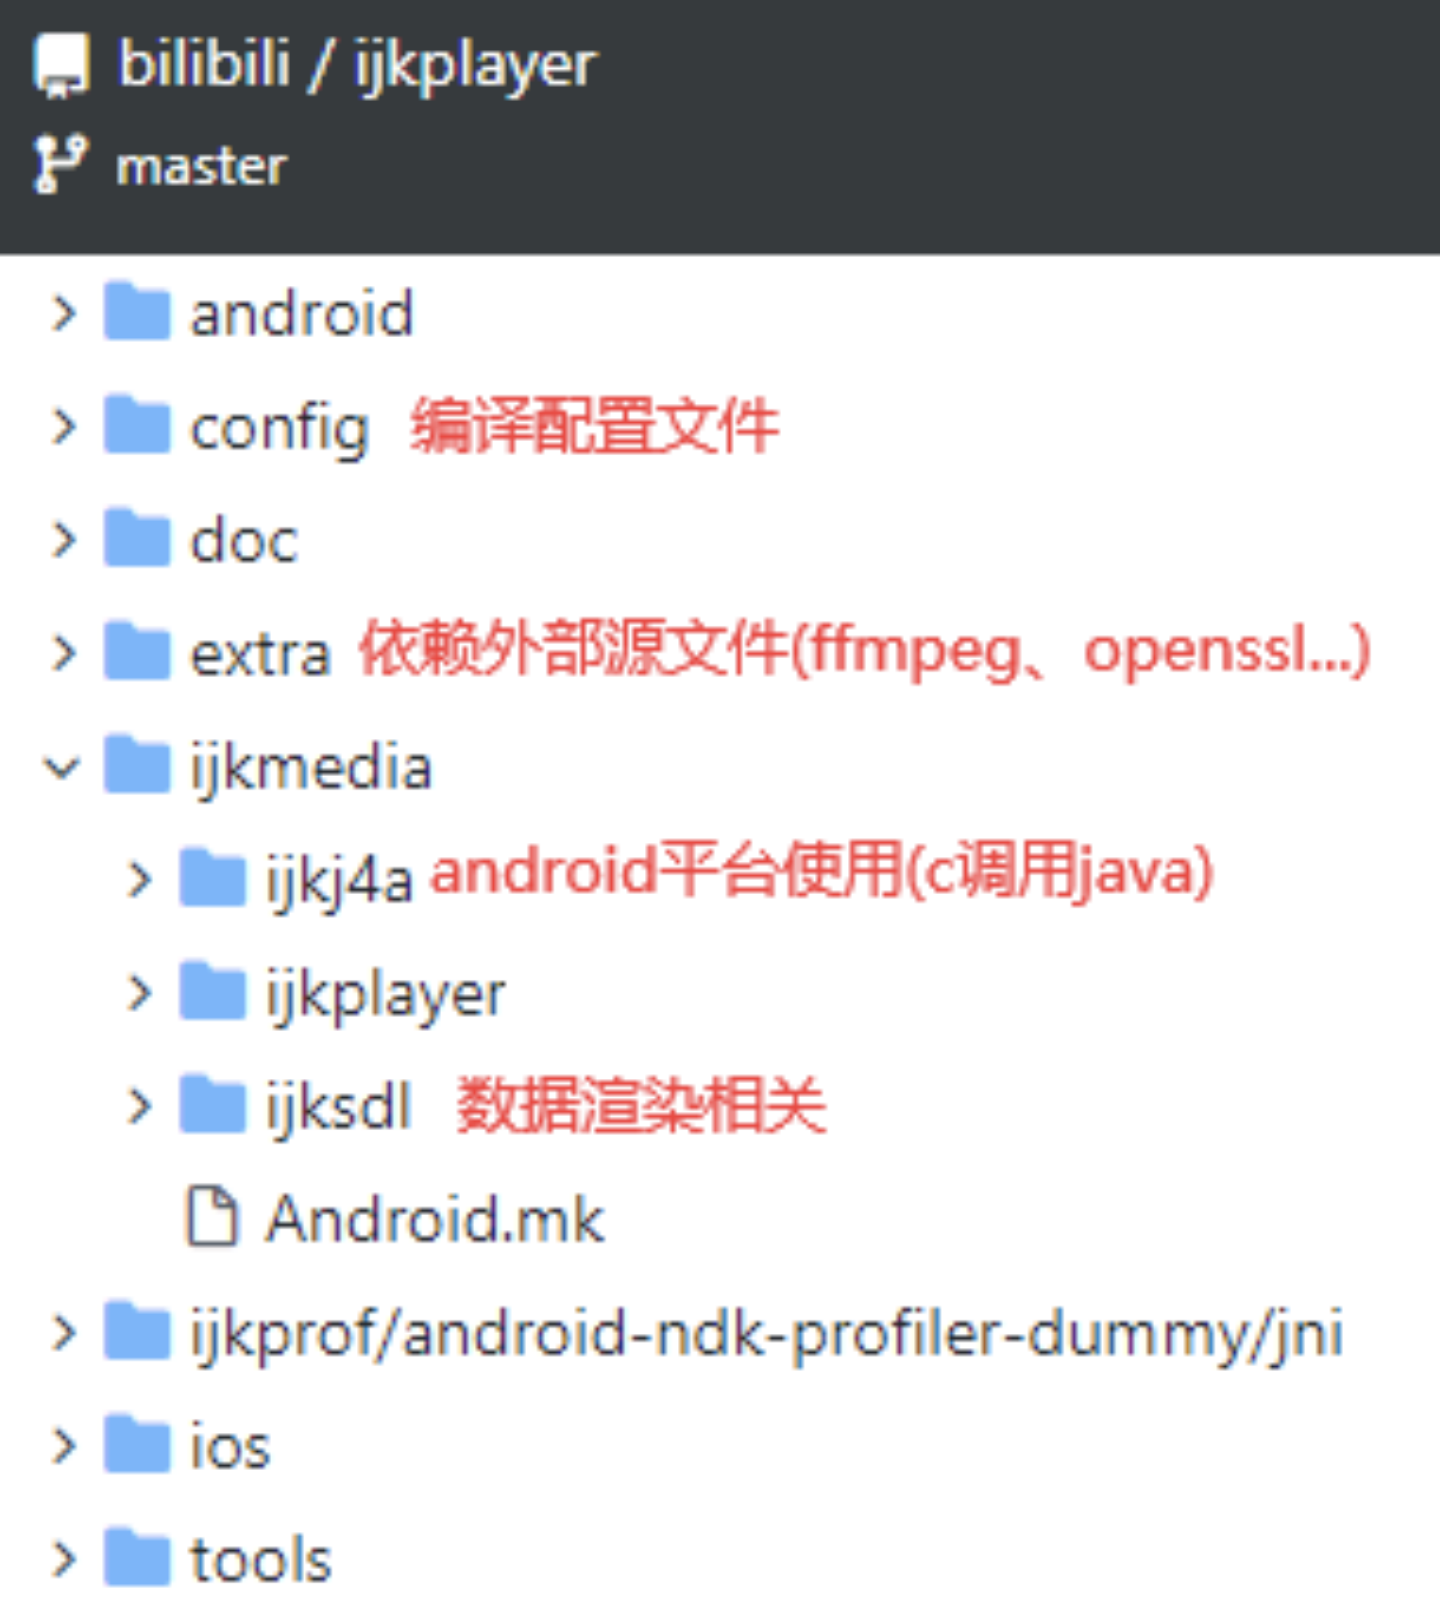 bilibili / ijkplayer
master
android
config 编译配置文件
doc
extra 依赖外部源文件(ffmpeg、openssl...)
ijkmedia
ijkj4a android平台使用(c调用java)
ijkplayer
ijksdl 数据渲染相关
Android.mk
ijkprof/android-ndk-profiler-dummy/jni
ios
tools